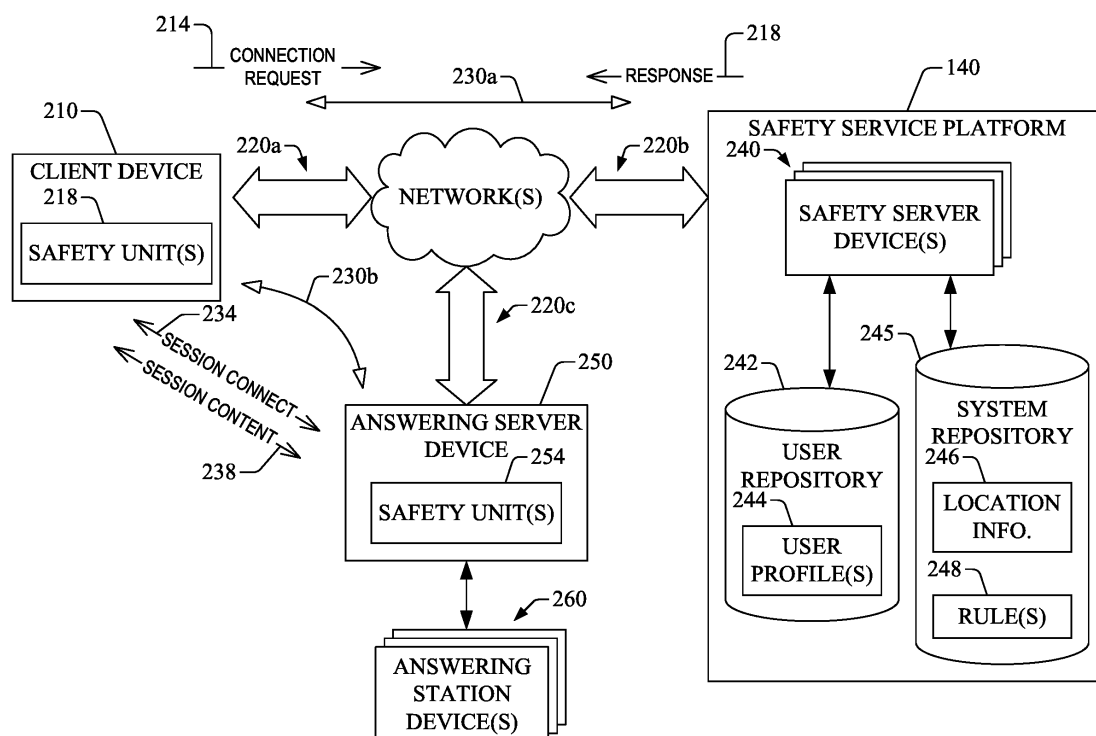 214
CONNECTION
REQUEST
230a
RESPONSE
218
210
CLIENT DEVICE
218
SAFETY UNIT(S)
220a
NETWORK(S)
220b
140
SAFETY SERVICE PLATFORM
240
SAFETY SERVER
DEVICE(S)
230b
234
SESSION CONNECT
SESSION CONTENT
238
220c
250
ANSWERING SERVER
DEVICE
254
SAFETY UNIT(S)
260
ANSWERING
STATION
DEVICE(S)
242
USER
REPOSITORY
244
USER
PROFILE(S)
245
SYSTEM
REPOSITORY
246
LOCATION
INFO.
248
RULE(S)